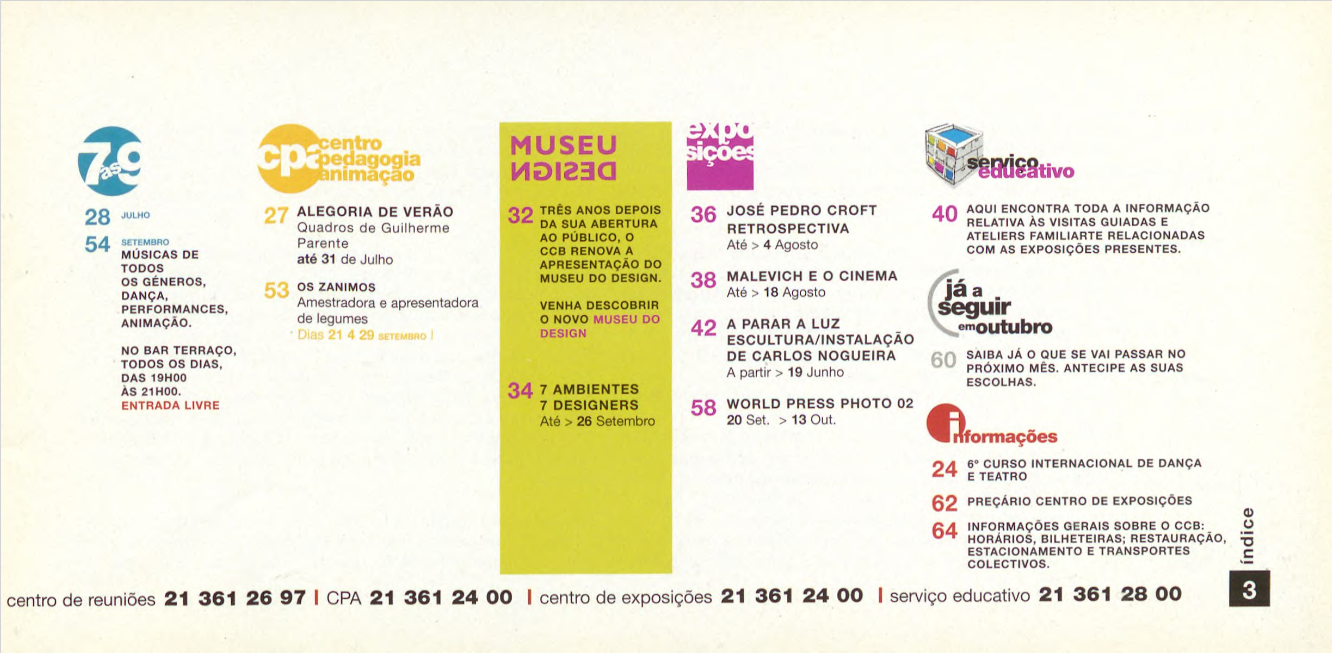 7às9
28 JULHO
54 SETEMBRO
MÚSICAS DE
TODOS
OS GÉNEROS,
DANÇA,
PERFORMANCES,
ANIMAÇÃO.
NO BAR TERRAÇO,
TODOS OS DIAS,
DAS 19H00
ÀS 21H00.
ENTRADA LIVRE
cpa centro
pedagogia
animação
27 ALEGORIA DE VERÃO
Quadros de Guilherme
Parente
até 31 de Julho
53 OS ZANIMOS
Amestradora e apresentadora
de legumes
Dias 21 4 29 SETEMBRO !
MUSEU
DESIGN
32 TRÊS ANOS DEPOIS
DA SUA ABERTURA
AO PÚBLICO, O
CCB RENOVA A
APRESENTAÇÃO DO
MUSEU DO DESIGN.
VENHA DESCOBRIR
O NOVO MUSEU DO
DESIGN
34 7 AMBIENTES
7 DESIGNERS
Até > 26 Setembro
expo
sições
36 JOSÉ PEDRO CROFT
RETROSPECTIVA
Até > 4 Agosto
38 MALEVICH E O CINEMA
Até > 18 Agosto
42 A PARAR A LUZ
ESCULTURA/INSTALAÇÃO
DE CARLOS NOGUEIRA
A partir > 19 Junho
58 WORLD PRESS PHOTO 02
20 Set. > 13 Out.
serviço
educativo
40 AQUI ENCONTRA TODA A INFORMAÇÃO
RELATIVA ÀS VISITAS GUIADAS E
ATELIERS FAMILIARTE RELACIONADAS
COM AS EXPOSIÇÕES PRESENTES.
já a
seguir
em outubro
60 SAIBA JÁ O QUE SE VAI PASSAR NO
PRÓXIMO MÊS. ANTECIPE AS SUAS
ESCOLHAS.
informações
24 6º CURSO INTERNACIONAL DE DANÇA
E TEATRO
62 PREÇÁRIO CENTRO DE EXPOSIÇÕES
64 INFORMAÇÕES GERAIS SOBRE O CCB:
HORÁRIOS, BILHETEIRAS; RESTAURAÇÃO,
ESTACIONAMENTO E TRANSPORTES
COLECTIVOS.
índice
centro de reuniões 21 361 26 97 | CPA 21 361 24 00 | centro de exposições 21 361 24 00 | serviço educativo 21 361 28 00
3